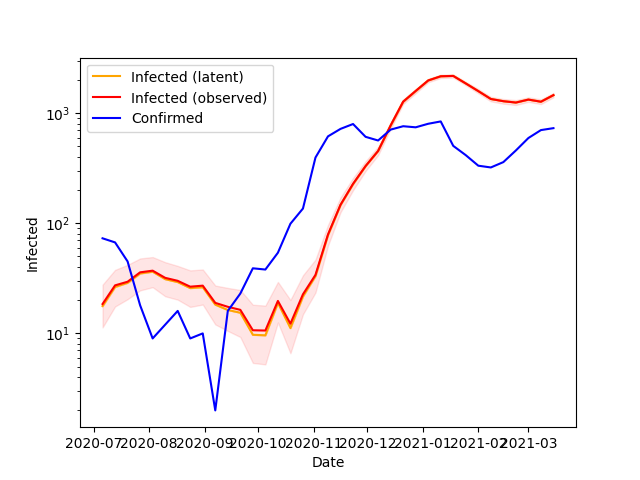 Infected (latent)
Infected (observed)
Confirmed
10³
10²
10¹
Infected
2020-07 2020-08 2020-09 2020-10 2020-11 2020-12 2021-01 2021-02 2021-03
Date